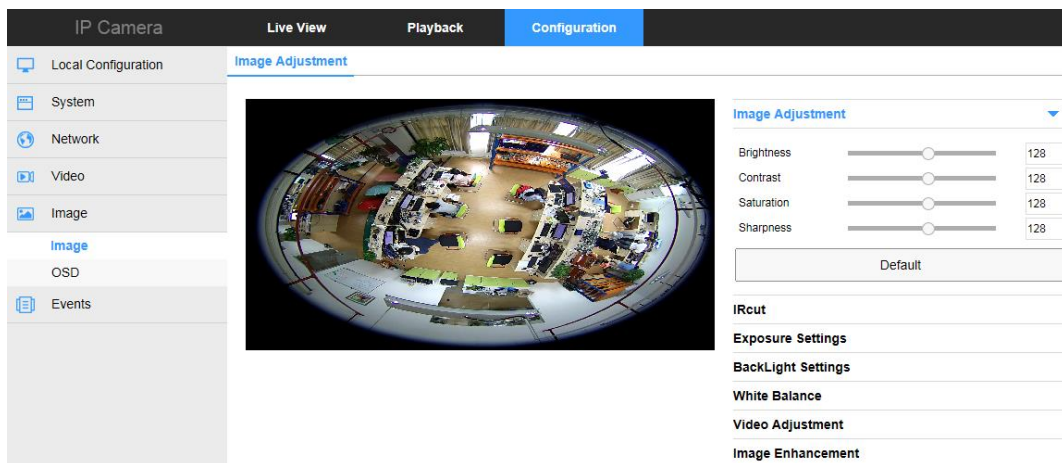 IP Camera Live View Playback Configuration
Local Configuration
System
Network
Video
Image
Image
OSD
Events
Image Adjustment
Image Adjustment
Brightness 128
Contrast 128
Saturation 128
Sharpness 128
Default
IRcut
Exposure Settings
BackLight Settings
White Balance
Video Adjustment
Image Enhancement